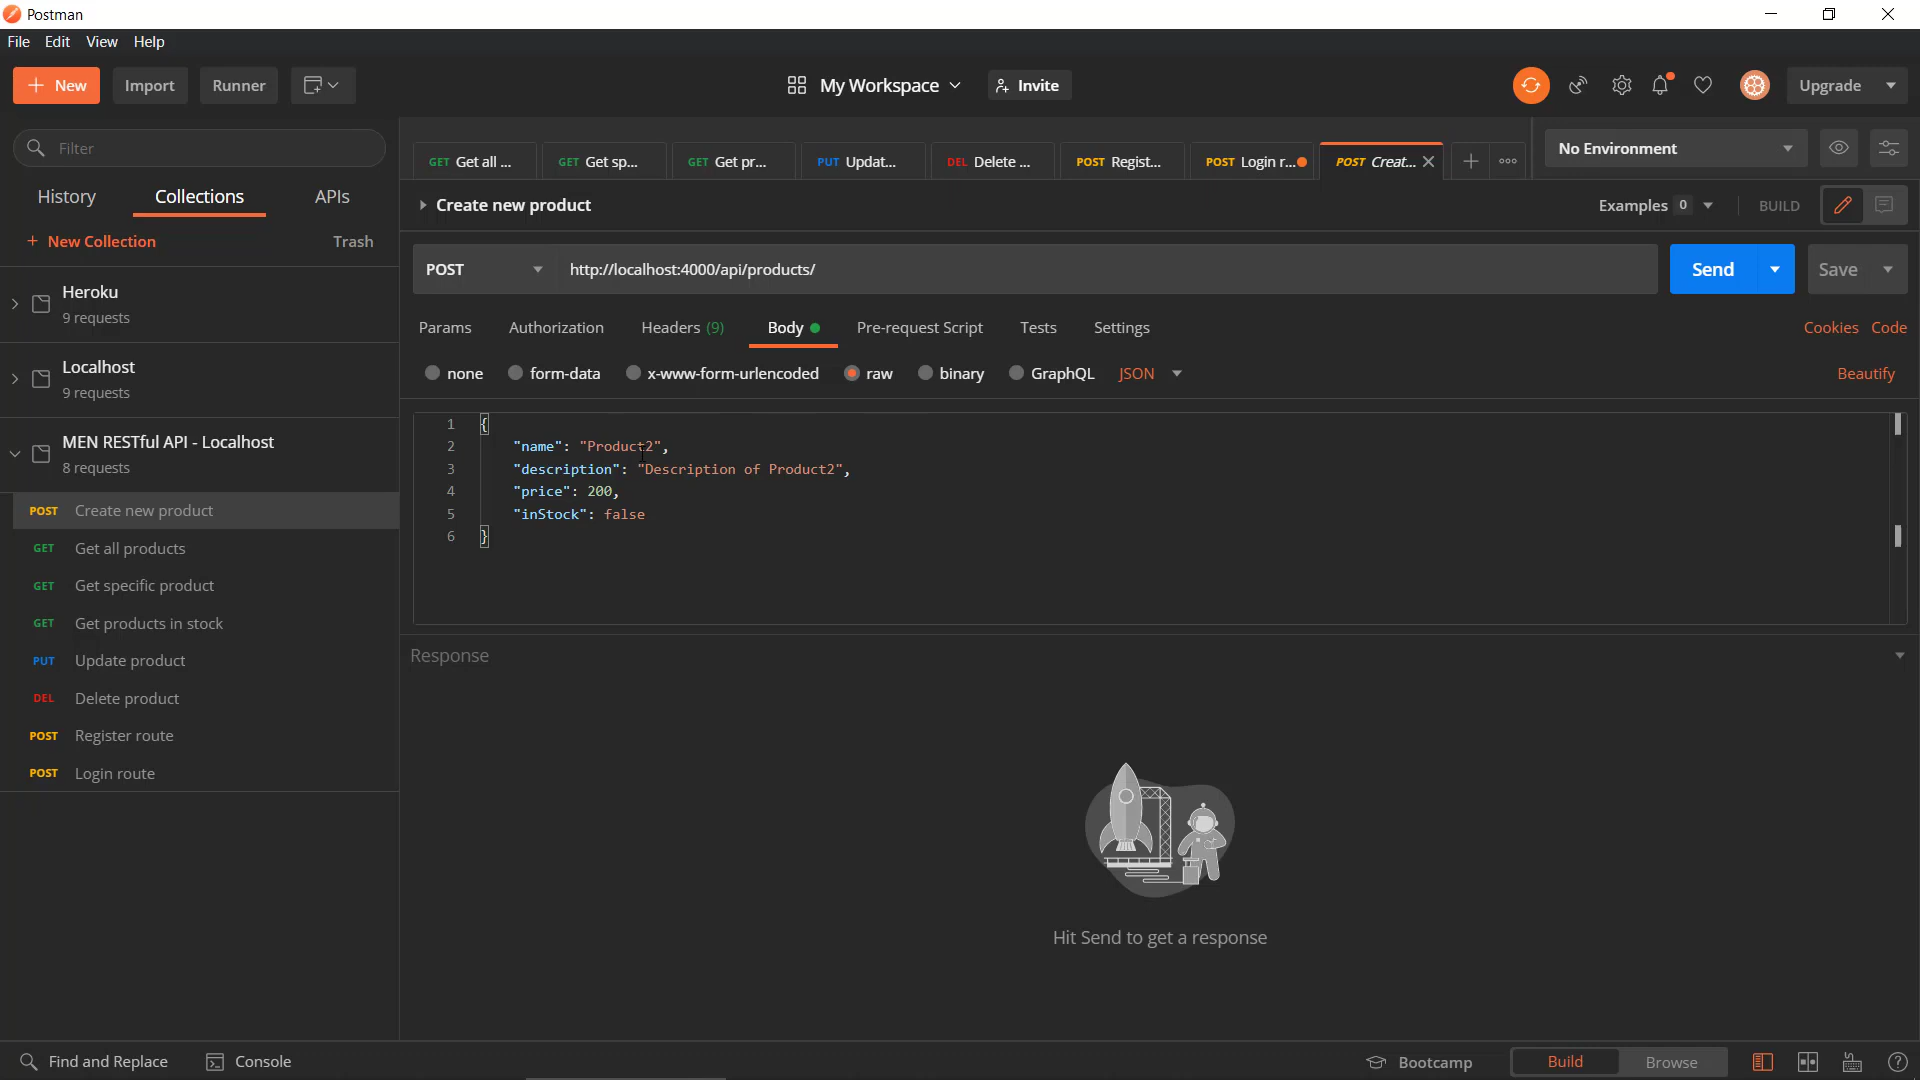 Postman
File Edit View Help
New Import Runner My Workspace Invite Upgrade
Filter
History Collections APIs
+ New Collection Trash
Heroku
9 requests
Localhost
9 requests
MEN RESTful API - Localhost
8 requests
POST Create new product
GET Get all products
GET Get specific product
GET Get products in stock
PUT Update product
DEL Delete product
POST Register route
POST Login route
GET Get all ... GET Get sp... GET Get pr... PUT Updat... DEL Delete ... POST Regist... POST Login r... POST Creat... No Environment
Create new product Examples 0 BUILD
POST http://localhost:4000/api/products/ Send Save
Params Authorization Headers (9) Body Pre-request Script Tests Settings Cookies Code
none form-data x-www-form-urlencoded raw binary GraphQL JSON Beautify
1 {
2 "name": "Product2",
3 "description": "Description of Product2",
4 "price": 200,
5 "inStock": false
6 }
Response
Hit Send to get a response
Find and Replace Console Bootcamp Build Browse